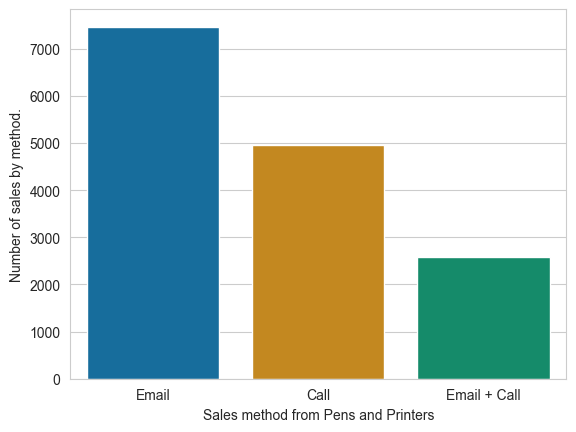 7000
6000
5000
4000
3000
2000
1000
0
Number of sales by method.
Email
Call
Email + Call
Sales method from Pens and Printers